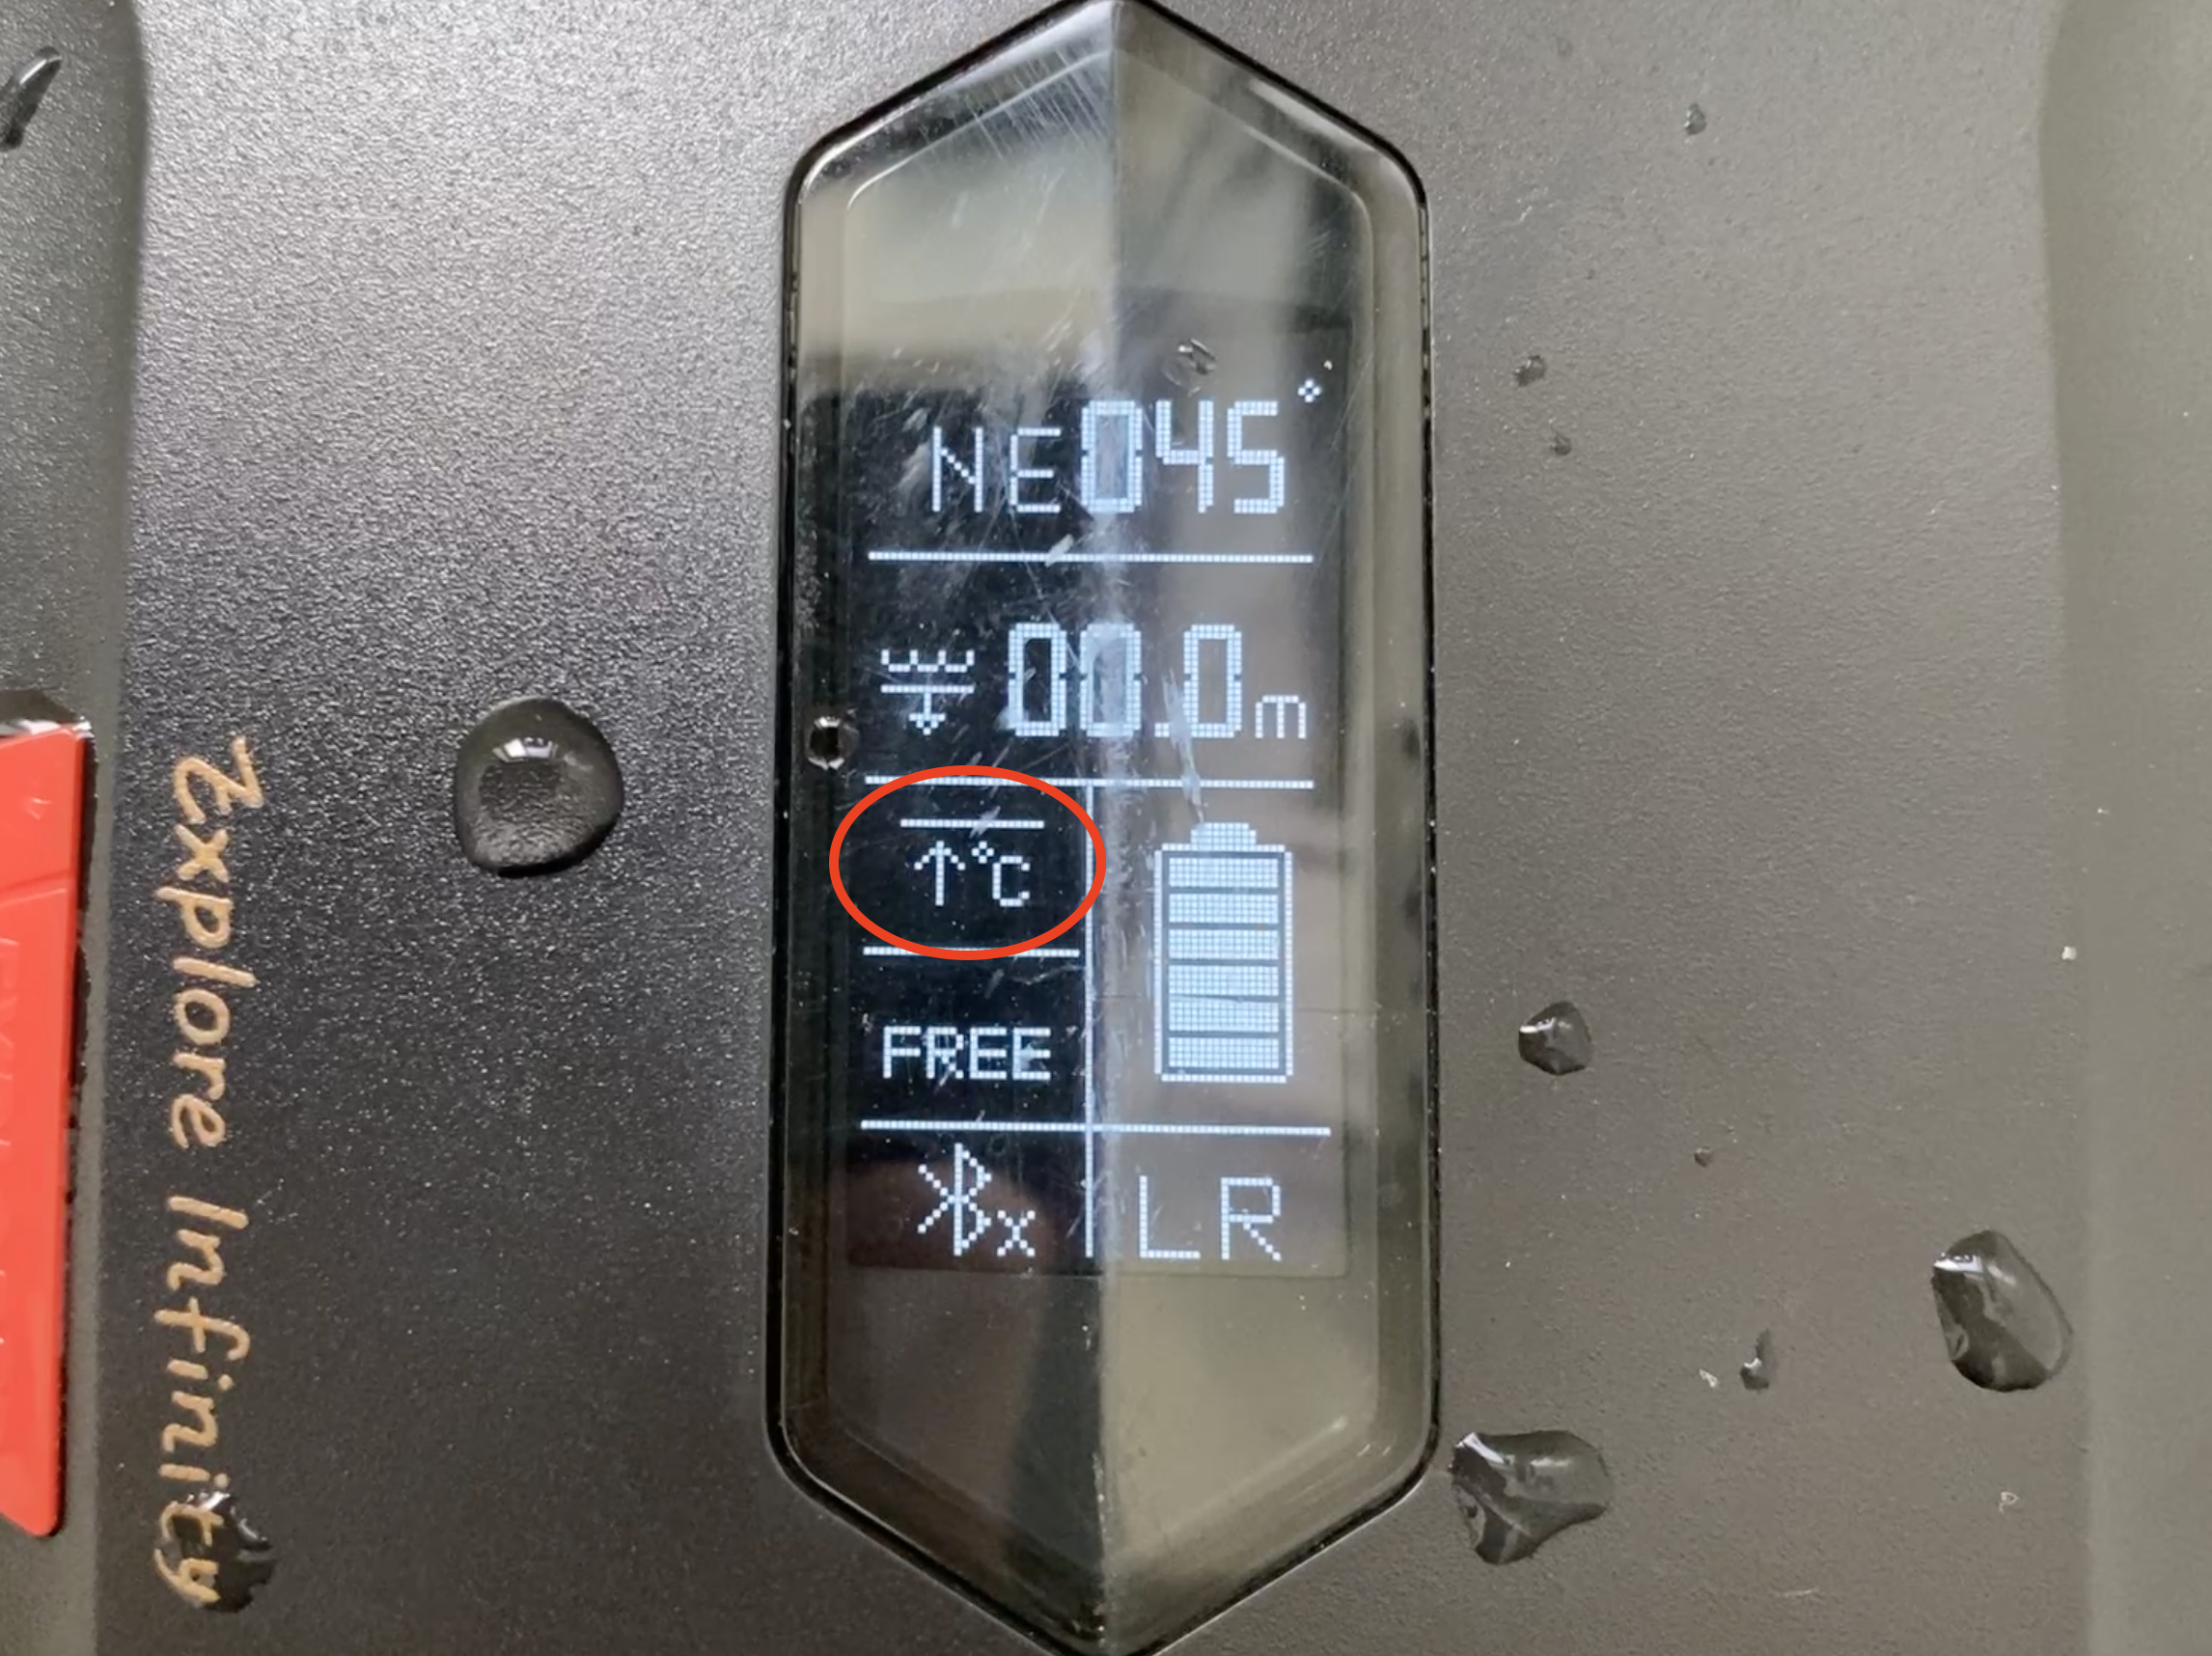 NE045°
00.0m
↑°C
FREE
x
LR
Explore Infinity